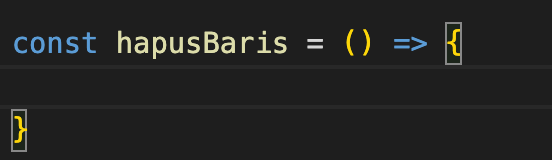 const hapusBaris = () => {
}